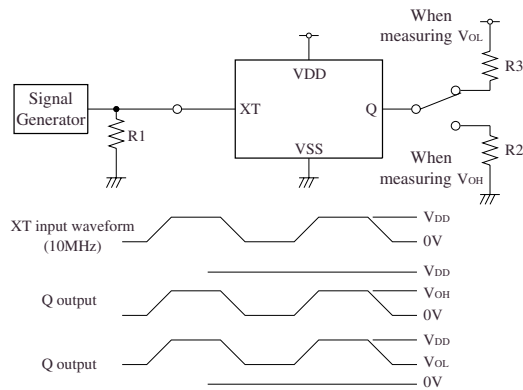 When
measuring VOL
VDD
R3
Signal
Generator
XT
Q
R1
VSS
R2
When
measuring VOH
XT input waveform
(10MHz)
VDD
0V
VDD
Q output
VOH
0V
VDD
Q output
VOL
0V